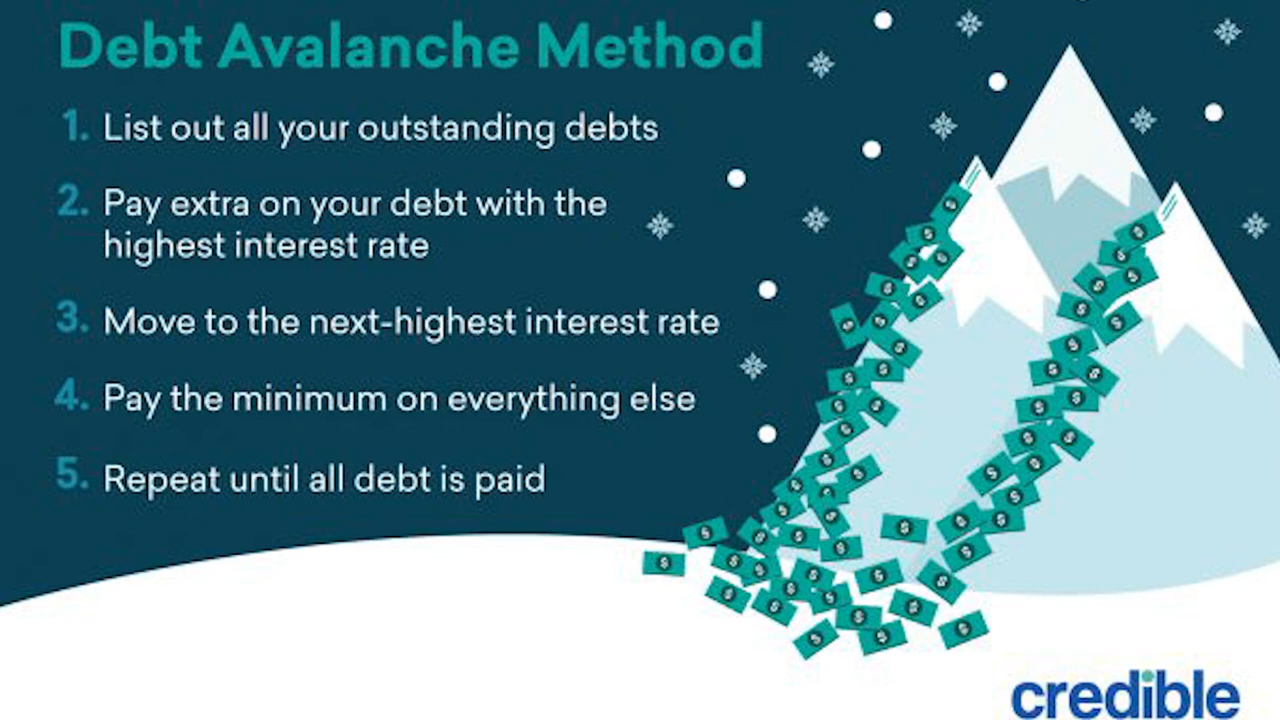 Debt Avalanche Method
1. List out all your outstanding debts
2. Pay extra on your debt with the
highest interest rate
3. Move to the next-highest interest rate
4. Pay the minimum on everything else
5. Repeat until all debt is paid
credible